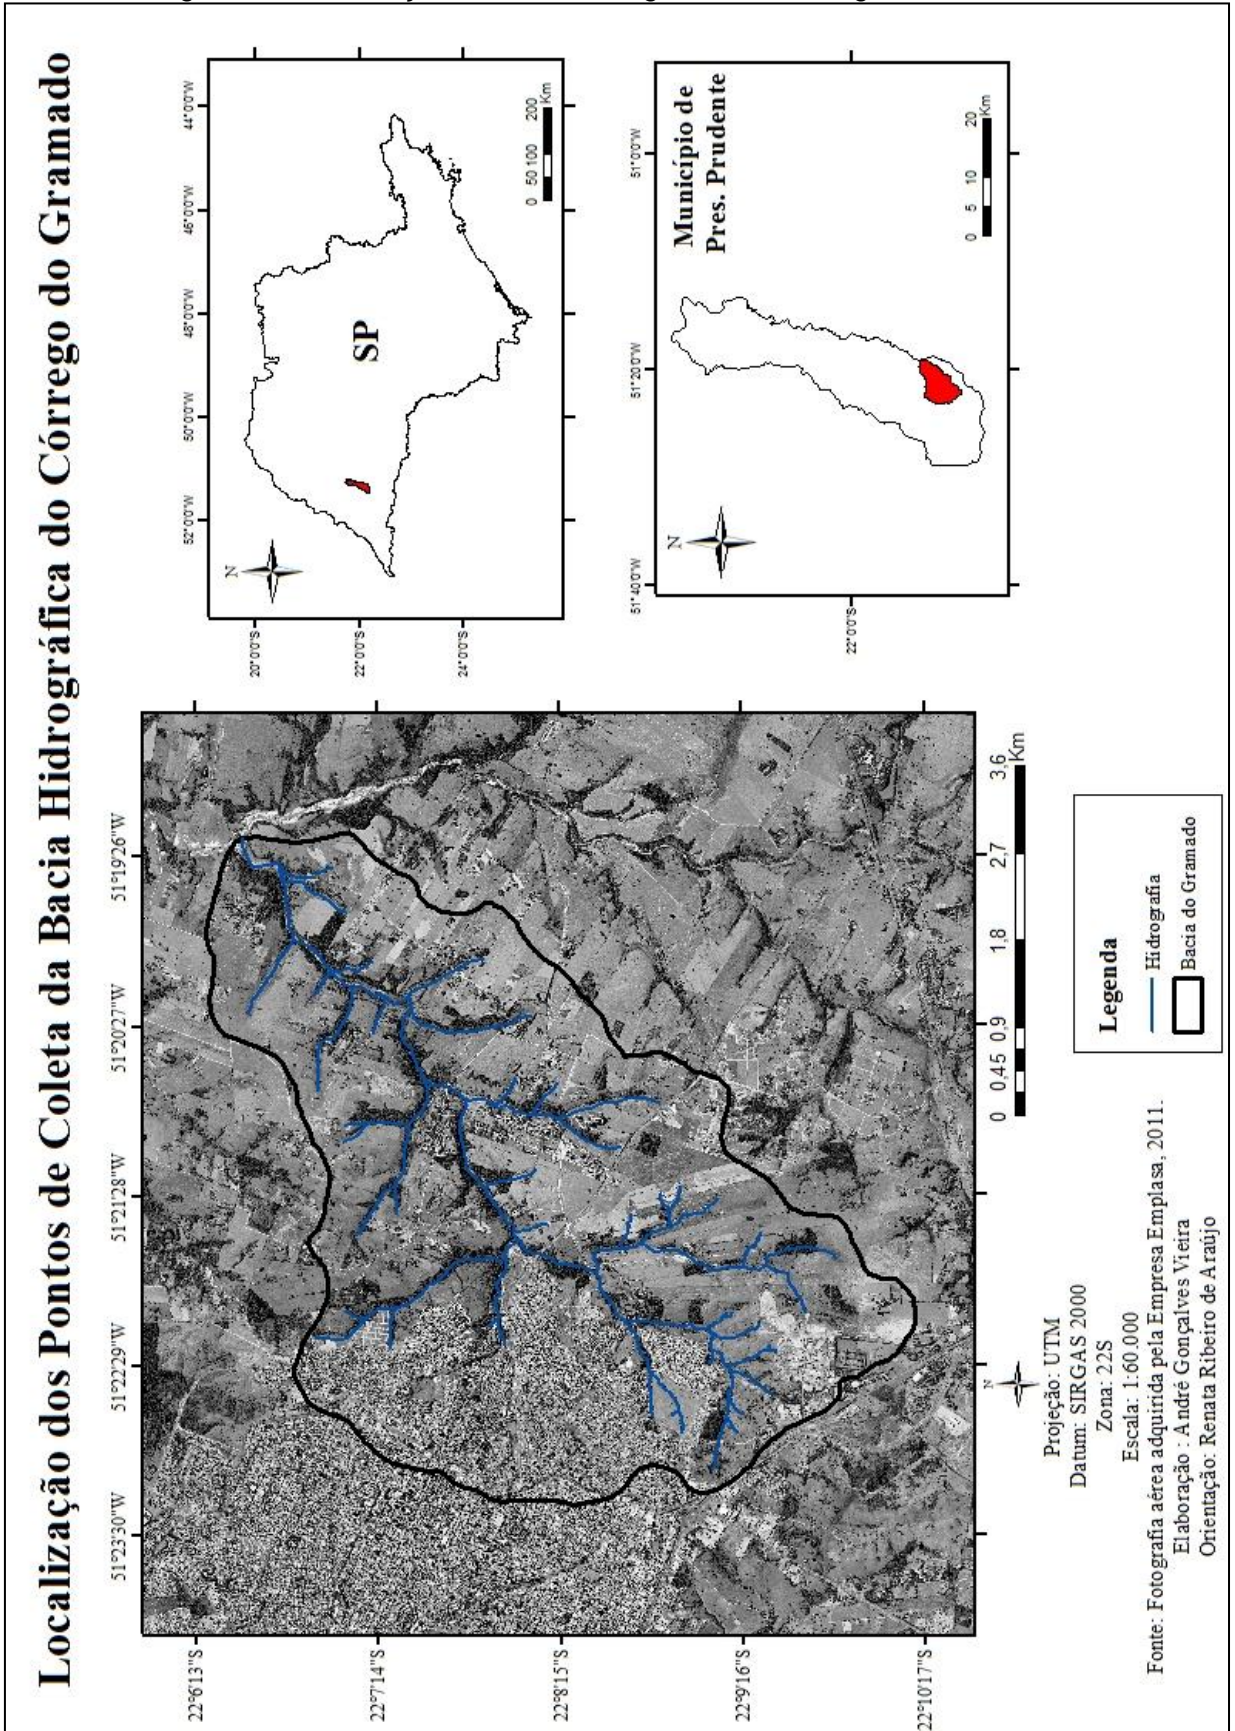 Localização dos Pontos de Coleta da Bacia Hidrográfica do Córrego do Gramado
51°23'30"W
51°22'29"W
51°21'28"W
51°20'27"W
51°19'26"W
22°6'13"S
22°7'14"S
22°8'15"S
22°9'16"S
22°10'17"S
52°0'0"W
50°0'0"W
48°0'0"W
46°0'0"W
44°0'0"W
20°0'0"S
22°0'0"S
24°0'0"S
N
SP
0 50 100 200
Km
51°40'0"W
51°20'0"W
51°0'0"W
22°0'0"S
N
Município de
Pres. Prudente
0 5 10 20
Km
0 0,45 0,9 1,8 2,7 3,6
Km
N
Projeção: UTM
Datum: SIRGAS 2000
Zona: 22S
Escala: 1:60.000
Fonte: Fotografia aérea adquirida pela Empresa Emplasa, 2011.
Elaboração : André Gonçalves Vieira
Orientação: Renata Ribeiro de Araújo
Legenda
Hidrografia
Bacia do Gramado